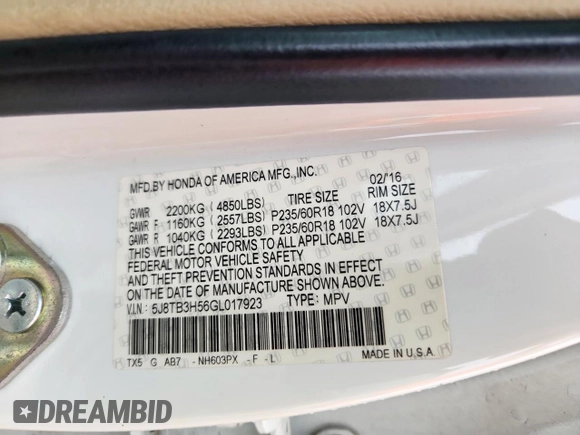 MFD.BY HONDA OF AMERICA MFG.,INC. 02/16
TIRE SIZE RIM SIZE
GVWR 2200KG (4850LBS)
GAWR F 1160KG (2557LBS) P235/60R18 102V 18X7.5J
GAWR R 1040KG (2293LBS) P235/60R18 102V 18X7.5J
THIS VEHICLE CONFORMS TO ALL APPLICABLE
FEDERAL MOTOR VEHICLE SAFETY
AND THEFT PREVENTION STANDARDS IN EFFECT
ON THE DATE OF MANUFACTURE SHOWN ABOVE.
V.I.N: 5J8TB3H56GL017923 TYPE: MPV
TX5 G AB7 - NH603PX - F - L MADE IN U.S.A.
DREAMBID